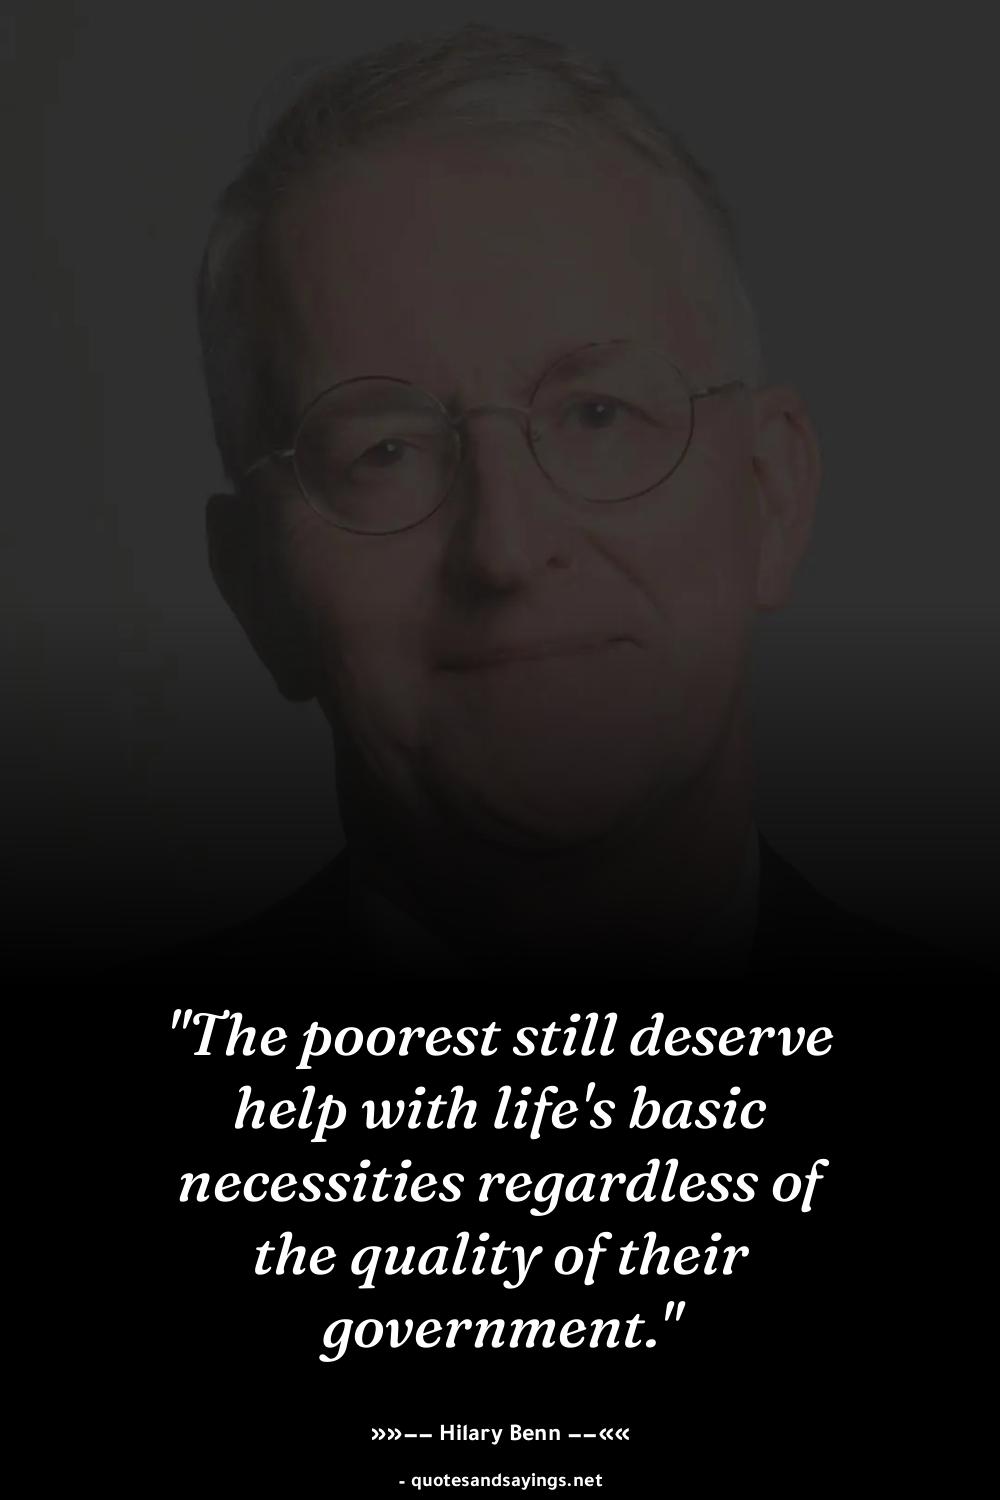 "The poorest still deserve
help with life's basic
necessities regardless of
the quality of their
government."
»»–– Hilary Benn ––««
- quotesandsayings.net